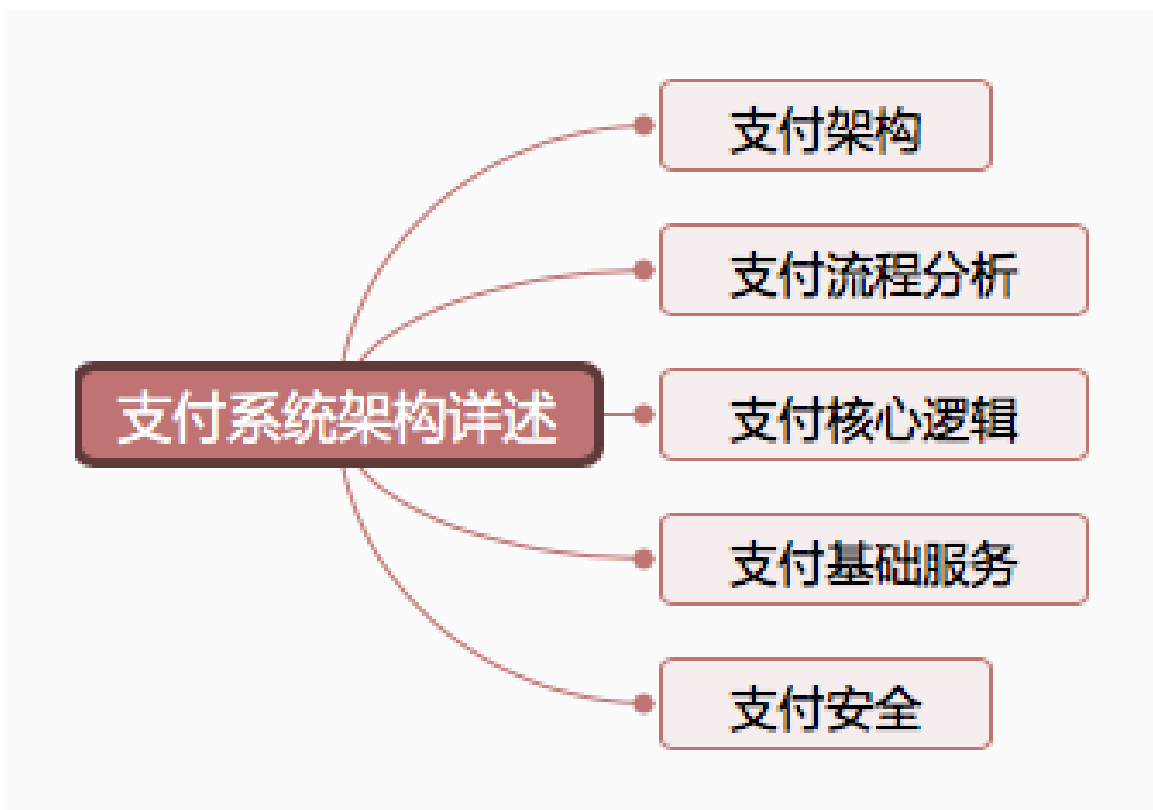 支付架构
支付流程分析
支付系统架构详述
支付核心逻辑
支付基础服务
支付安全